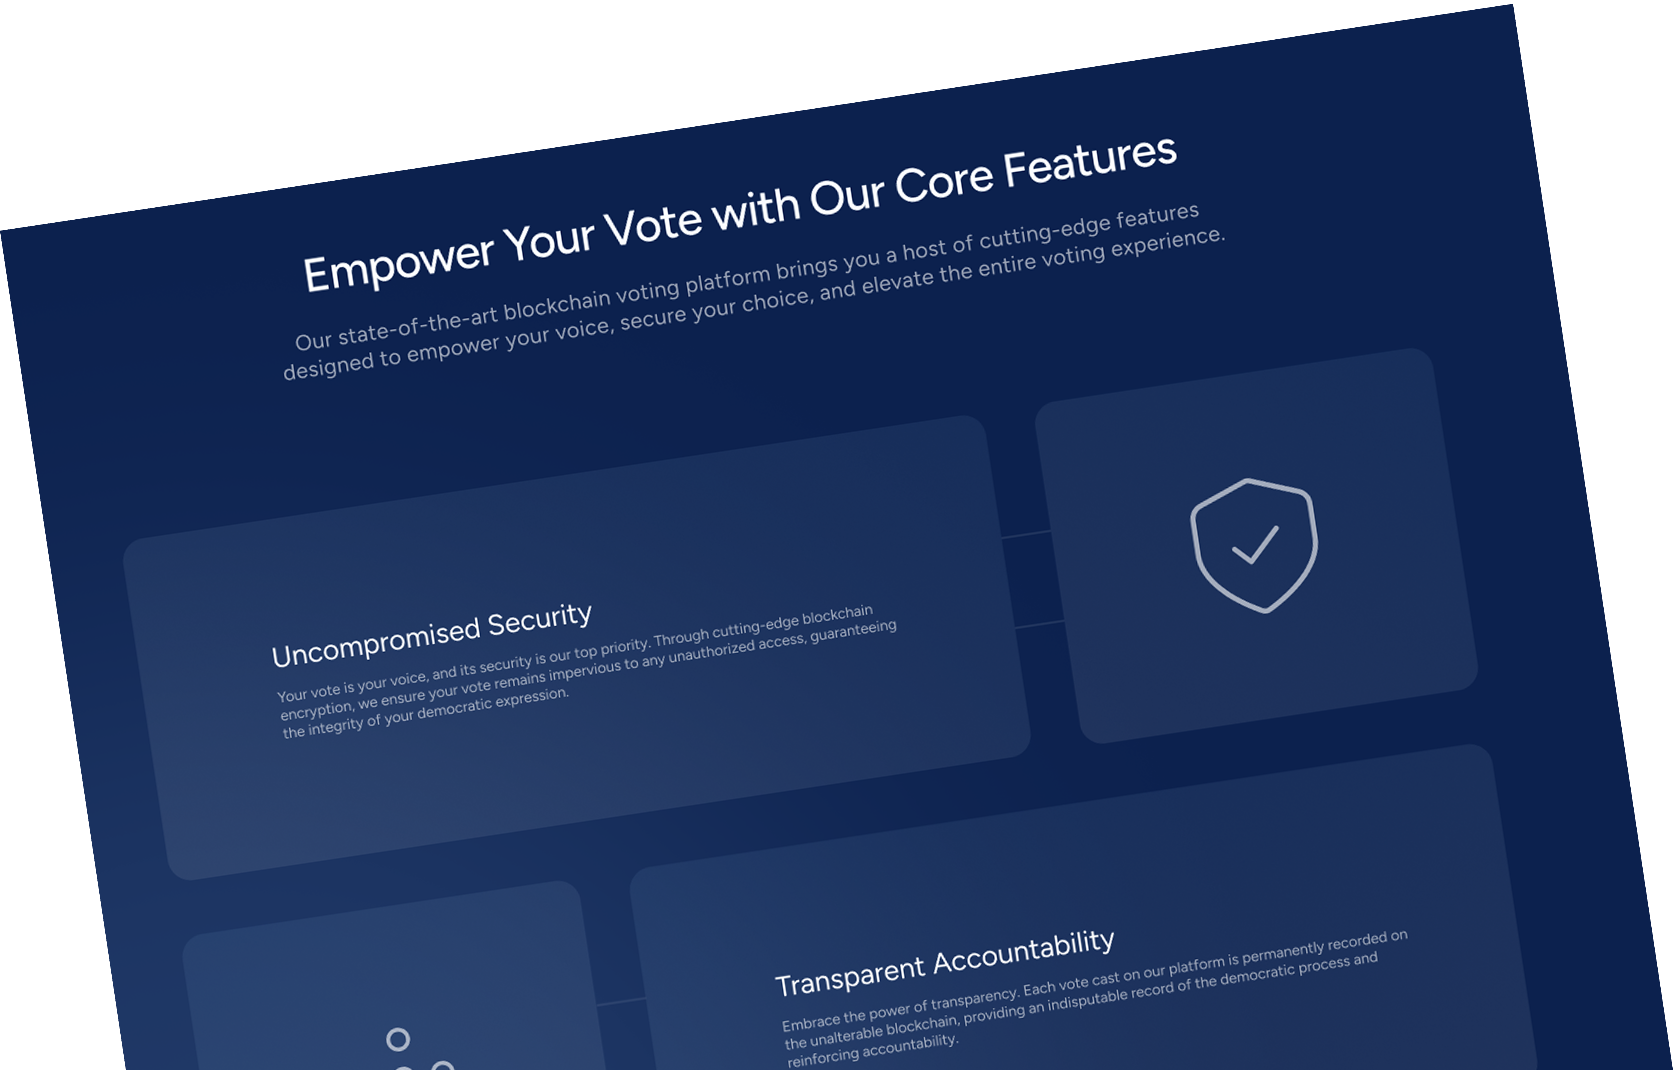 Empower Your Vote with Our Core Features
Our state-of-the-art blockchain voting platform brings you a host of cutting-edge features
designed to empower your voice, secure your choice, and elevate the entire voting experience.
Uncompromised Security
Your vote is your voice, and its security is our top priority. Through cutting-edge blockchain
encryption, we ensure your vote remains impervious to any unauthorized access, guaranteeing
the integrity of your democratic expression.
Transparent Accountability
Embrace the power of transparency. Each vote cast on our platform is permanently recorded on
the unalterable blockchain, providing an indisputable record of the democratic process and
reinforcing accountability.